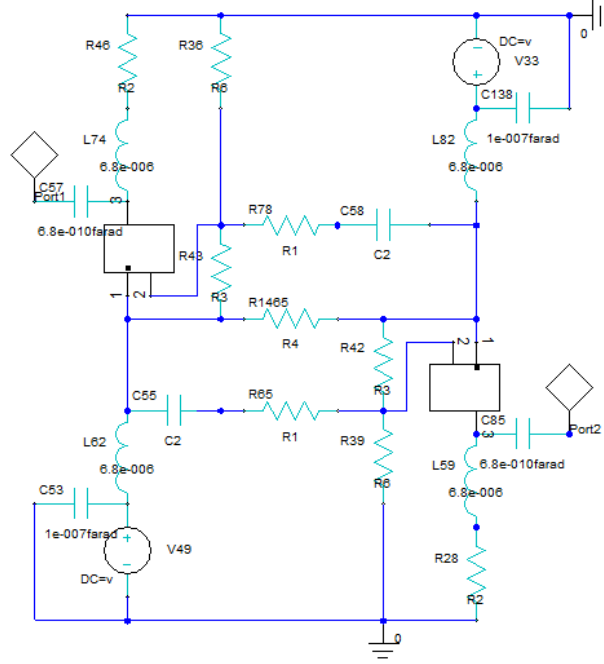 R46
R36
DC=v
0
V33
R2
R6
C138
L74
L82
1e-007farad
6.8e-006
6.8e-006
C57
Port1
3
6.8e-010farad
R78
C58
R43
R1
C2
1
2
R3
R1465
R4
R42
2
1
R3
C55
R65
C85
Port2
L62
C2
R1
R39
3
6.8e-010farad
6.8e-006
L59
C53
R6
6.8e-006
1e-007farad
V49
R28
DC=v
R2
0